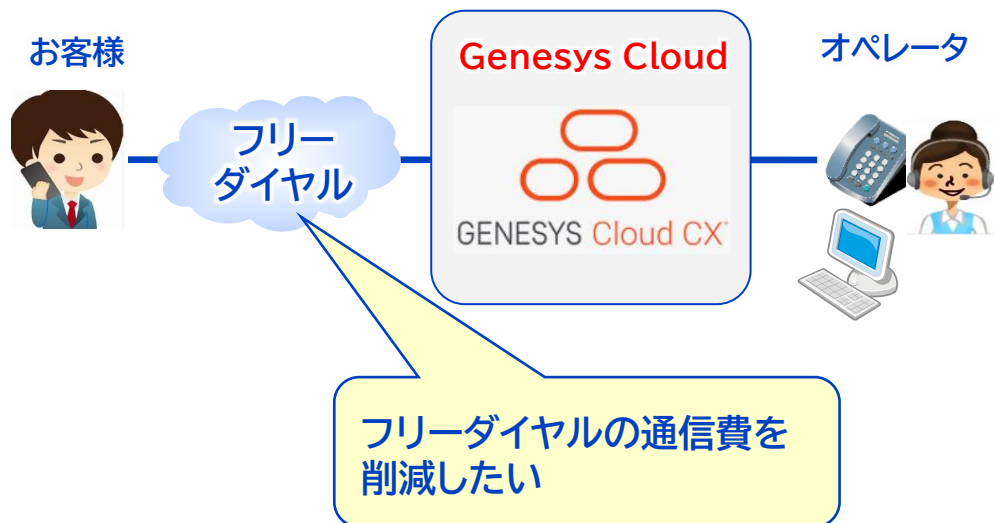 お客様
Genesys Cloud
オペレータ
フリー
ダイヤル
GENESYS Cloud CX™
フリーダイヤルの通信費を
削減したい